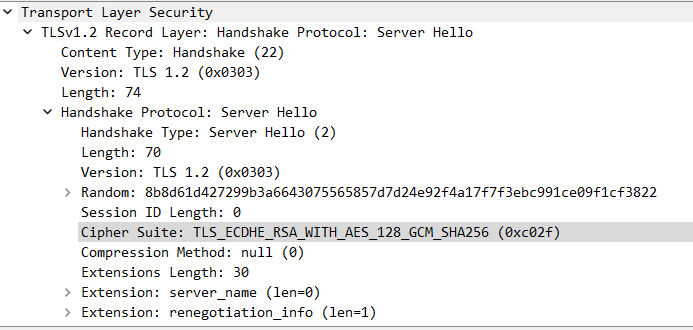 Transport Layer Security
TLSv1.2 Record Layer: Handshake Protocol: Server Hello
Content Type: Handshake (22)
Version: TLS 1.2 (0x0303)
Length: 74
Handshake Protocol: Server Hello
Handshake Type: Server Hello (2)
Length: 70
Version: TLS 1.2 (0x0303)
Random: 8b8d61d427299b3a6643075565857d7d24e92f4a17f7f3ebc991ce09f1cf3822
Session ID Length: 0
Cipher Suite: TLS_ECDHE_RSA_WITH_AES_128_GCM_SHA256 (0xc02f)
Compression Method: null (0)
Extensions Length: 30
Extension: server_name (len=0)
Extension: renegotiation_info (len=1)